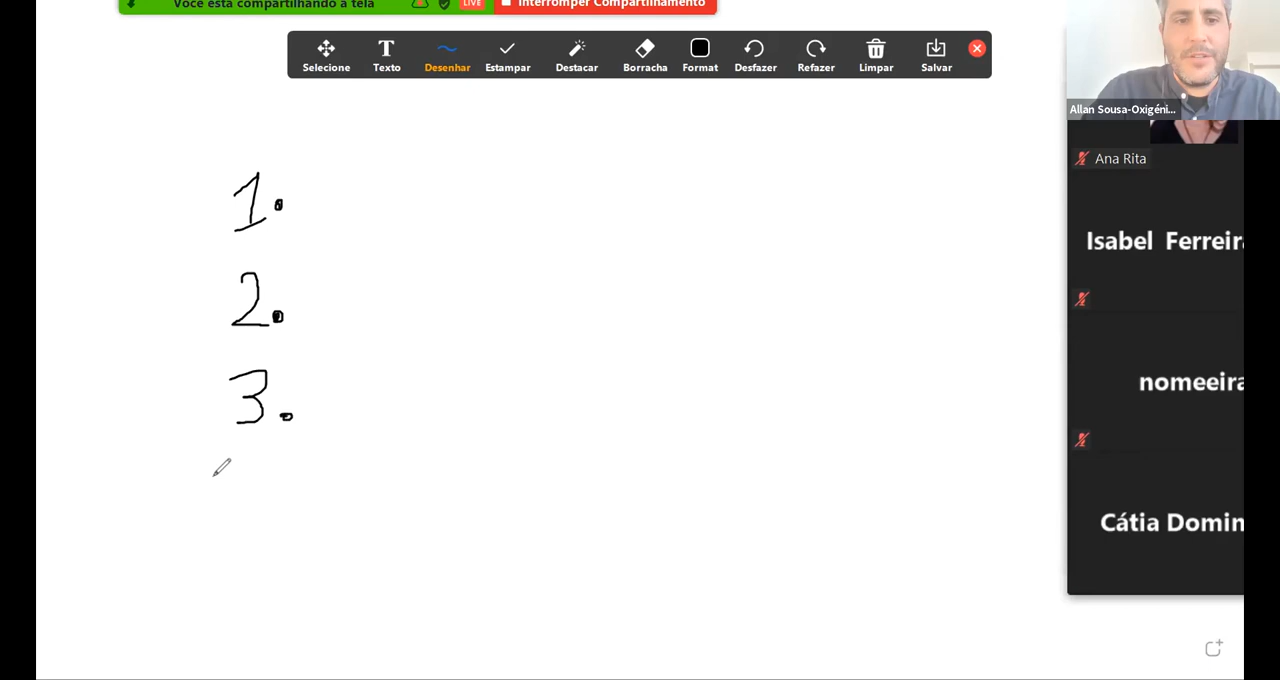 Você está compartilhando a tela LIVE Interromper Compartilhamento
Selecione Texto Desenhar Estampar Destacar Borracha Format Desfazer Refazer Limpar Salvar
Allan Sousa-Oxigéni...
Ana Rita
1.
Isabel Ferreira
2.
nomeeira
3.
Cátia Domin